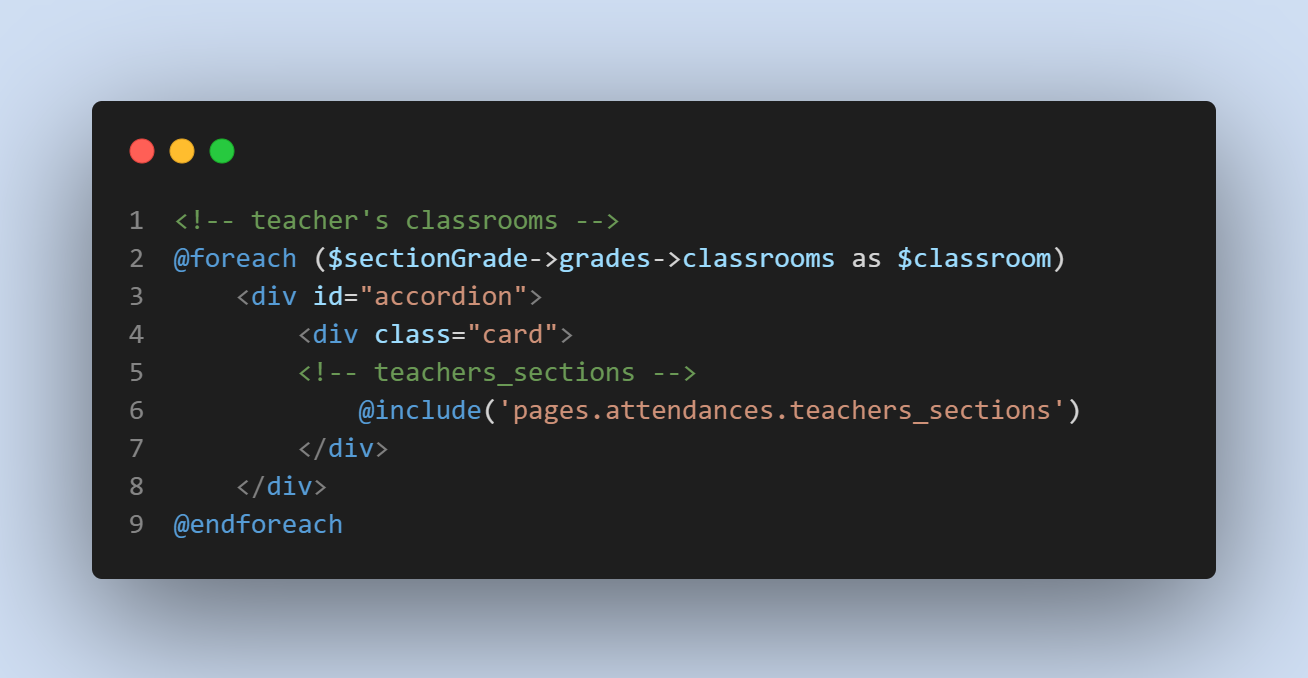 1 <!-- teacher's classrooms -->
2 @foreach ($sectionGrade->grades->classrooms as $classroom)
3     <div id="accordion">
4         <div class="card">
5         <!-- teachers_sections -->
6             @include('pages.attendances.teachers_sections')
7         </div>
8     </div>
9 @endforeach